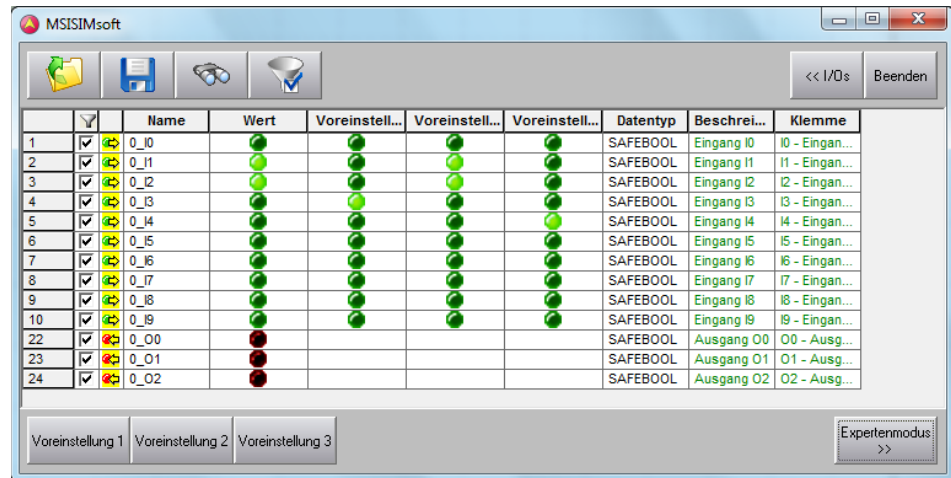 MSISIMsoft
<< I/Os Beenden
Name Wert Voreinstell... Voreinstell... Voreinstell... Datentyp Beschrei... Klemme
1 0_I0 SAFEBOOL Eingang I0 I0 - Eingan...
2 0_I1 SAFEBOOL Eingang I1 I1 - Eingan...
3 0_I2 SAFEBOOL Eingang I2 I2 - Eingan...
4 0_I3 SAFEBOOL Eingang I3 I3 - Eingan...
5 0_I4 SAFEBOOL Eingang I4 I4 - Eingan...
6 0_I5 SAFEBOOL Eingang I5 I5 - Eingan...
7 0_I6 SAFEBOOL Eingang I6 I6 - Eingan...
8 0_I7 SAFEBOOL Eingang I7 I7 - Eingan...
9 0_I8 SAFEBOOL Eingang I8 I8 - Eingan...
10 0_I9 SAFEBOOL Eingang I9 I9 - Eingan...
22 0_O0 SAFEBOOL Ausgang O0 O0 - Ausg...
23 0_O1 SAFEBOOL Ausgang O1 O1 - Ausg...
24 0_O2 SAFEBOOL Ausgang O2 O2 - Ausg...
Voreinstellung 1 Voreinstellung 2 Voreinstellung 3
Expertenmodus
>>